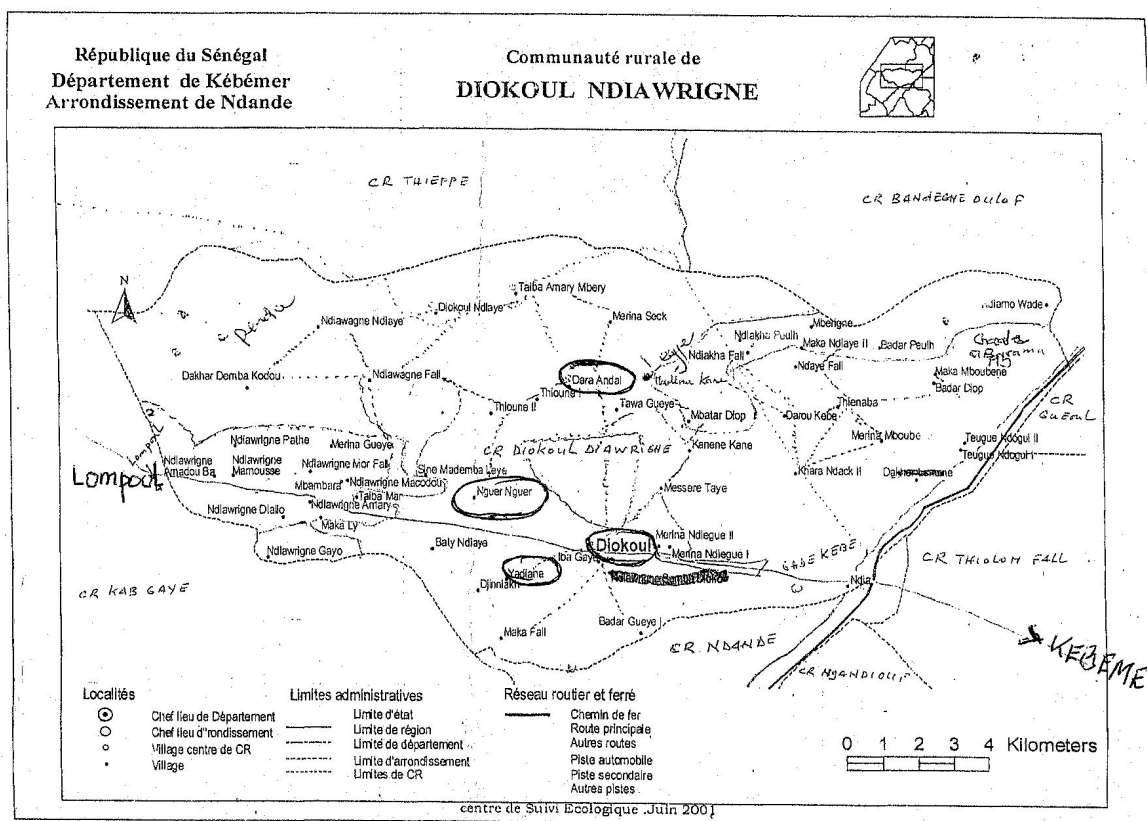 République du Sénégal
Département de Kébémer
Arrondissement de Ndande
Communauté rurale de
DIOKOUL NDIAWRIGNE
CR THIEPPE
CR BANDEGNE OULOF
N
Taiba Amary Mbery
Diokoul Ndiaye
Ndiawagne Ndiaye
Merina Sock
Mberigne
Ndiamo Wade
Ndiakha Peulh
Maka Ndiaye II
Badar Peulh
Ndiakha Fall
Dakhar Demba Kodou
Ndiawagne Fall
Dara Andal
Ndaye Fall
Maka Mboubene
Badar Diop
Thioune
Thioune II
Tawa Gueye
Mbatar Diop
Darou Kebe
Thienaba
CR GUEOUL
Ndiawrigne Pathe
Merina Gueye
CR DIOKOUL DIAWRIGNE
Kanene Kane
Merina Mboube
Teugue Ndogui II
Teugue Ndogui I
Lompoul
Lompoul
Ndiawrigne Amadou Ba
Ndiawrigne Mamousse
Ndiawrigne Mor Fall
Sine Mademba Leye
Khara Ndack II
Mbambara
Ndiawrigne Macodou
Taiba Mar
Nguer Nguer
Messere Taye
Ndiawrigne Diallo
Ndiawrigne Amary
Maka Ly
Diokoul
Merina Ndiegue II
Ndiawrigne Gayo
Baly Ndiaye
Iba Gaye
Merina Ndiegue I
CR THIOLOM FALL
Yadiana
Djinniakh
Ndia
CR KAB GAYE
Maka Fall
Badar Gueye I
CR NDANDE
KEBEME
CR NGANDIOUF
Localités
Chef lieu de Département
Chef lieu d"rondissement
Village centre de CR
Village
Limites administratives
Limite d'état
Limite de région
Limite de département
Limite d'arrondissement
Limites de CR
Réseau routier et ferré
Chemin de fer
Route principale
Autres routes
Piste automobile
Piste secondaire
Autres pistes
0 1 2 3 4 Kilometers
centre de Suivi Ecologique .Juin 2001